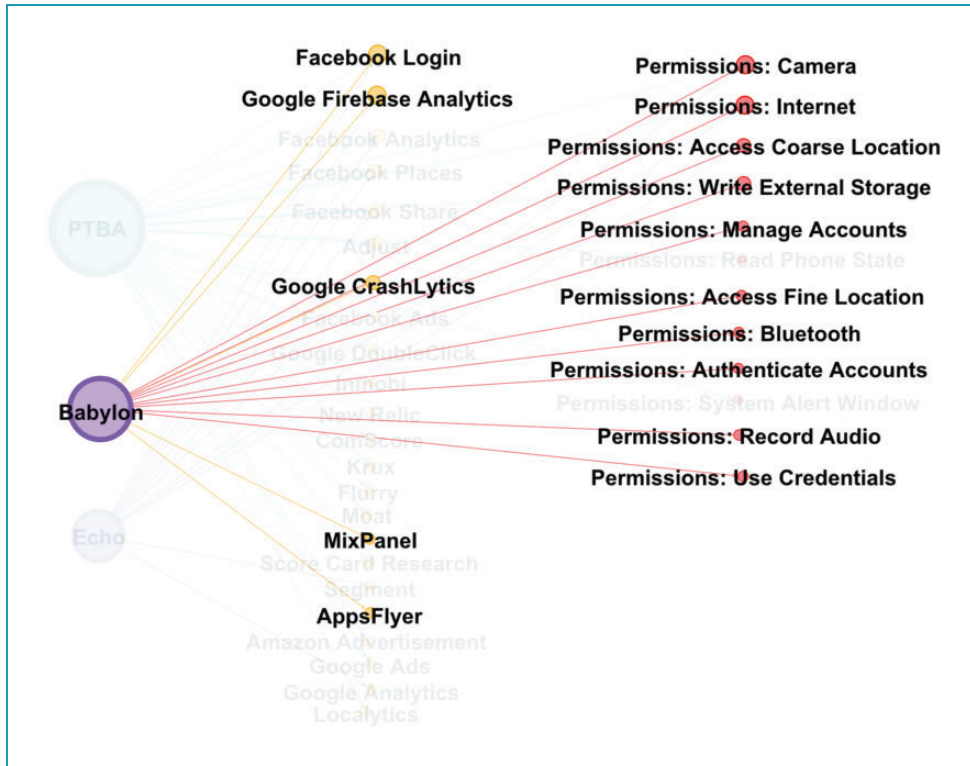 Facebook Login
Google Firebase Analytics
Facebook Analytics
Facebook Places
Facebook Share
Adjust
Google CrashLytics
Facebook Ads
Google DoubleClick
Inmobi
New Relic
ComScore
Krux
Flurry
Moat
MixPanel
Score Card Research
Segment
AppsFlyer
Amazon Advertisement
Google Ads
Google Analytics
Localytics
PTBA
Babylon
Echo
Permissions: Camera
Permissions: Internet
Permissions: Access Coarse Location
Permissions: Write External Storage
Permissions: Manage Accounts
Permissions: Read Phone State
Permissions: Access Fine Location
Permissions: Bluetooth
Permissions: Authenticate Accounts
Permissions: System Alert Window
Permissions: Record Audio
Permissions: Use Credentials